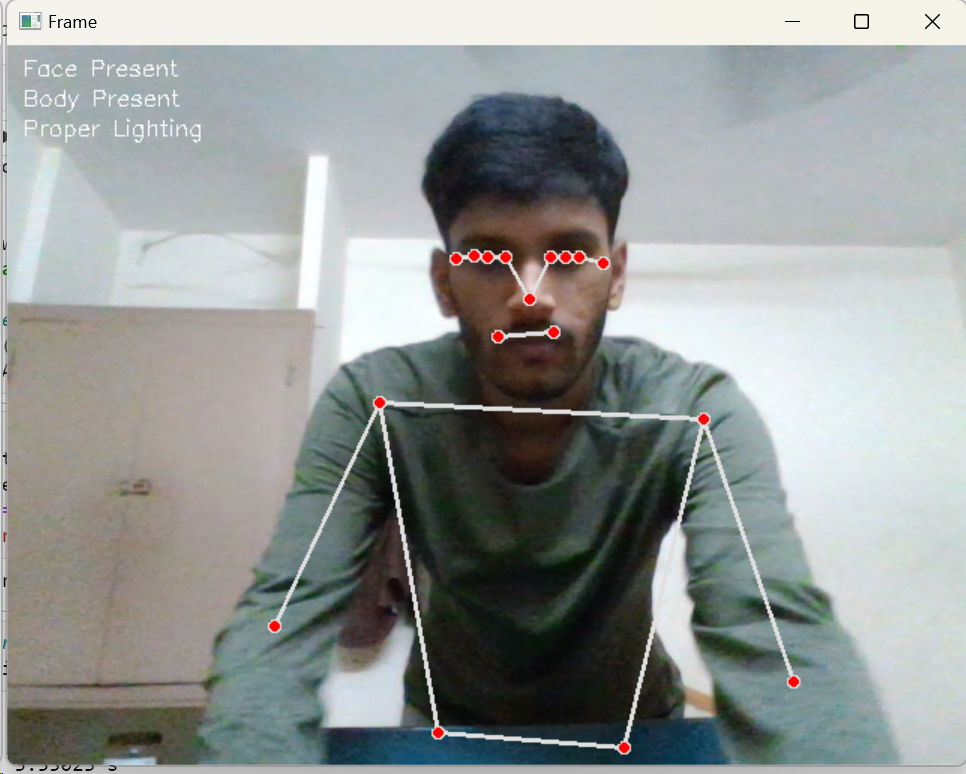 Frame
Face Present
Body Present
Proper Lighting